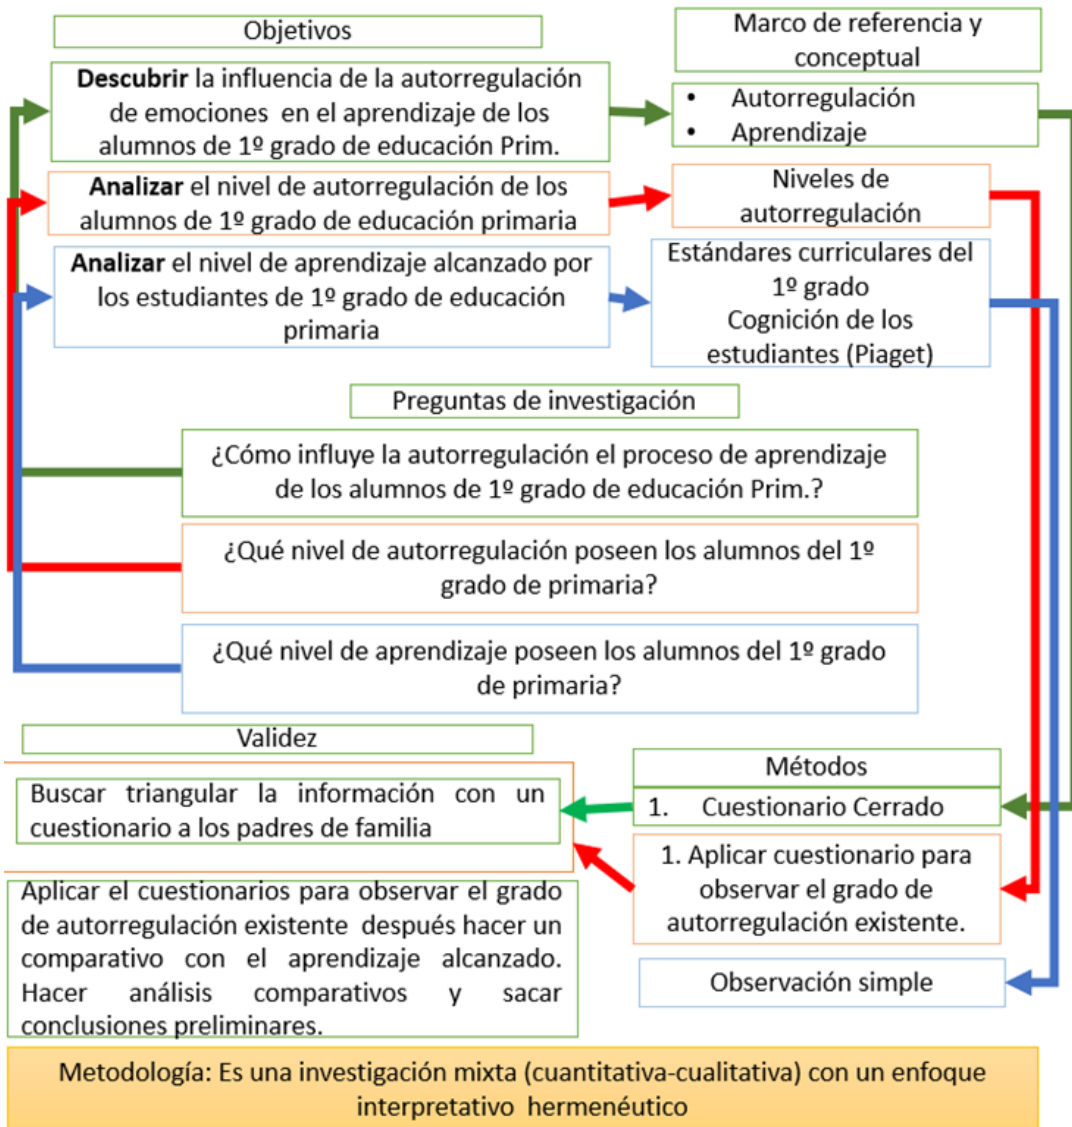 Objetivos
Descubrir la influencia de la autorregulación
de emociones en el aprendizaje de los
alumnos de 1º grado de educación Prim.
Analizar el nivel de autorregulación de los
alumnos de 1º grado de educación primaria
Analizar el nivel de aprendizaje alcanzado por
los estudiantes de 1º grado de educación
primaria
Marco de referencia y
conceptual
• Autorregulación
• Aprendizaje
Niveles de
autorregulación
Estándares curriculares del
1º grado
Cognición de los
estudiantes (Piaget)
Preguntas de investigación
¿Cómo influye la autorregulación el proceso de aprendizaje
de los alumnos de 1º grado de educación Prim.?
¿Qué nivel de autorregulación poseen los alumnos del 1º
grado de primaria?
¿Qué nivel de aprendizaje poseen los alumnos del 1º grado
de primaria?
Validez
Buscar triangular la información con un
cuestionario a los padres de familia
Aplicar el cuestionarios para observar el grado
de autorregulación existente después hacer un
comparativo con el aprendizaje alcanzado.
Hacer análisis comparativos y sacar
conclusiones preliminares.
Métodos
1. Cuestionario Cerrado
1. Aplicar cuestionario para
observar el grado de
autorregulación existente.
Observación simple
Metodología: Es una investigación mixta (cuantitativa-cualitativa) con un enfoque
interpretativo hermenéutico